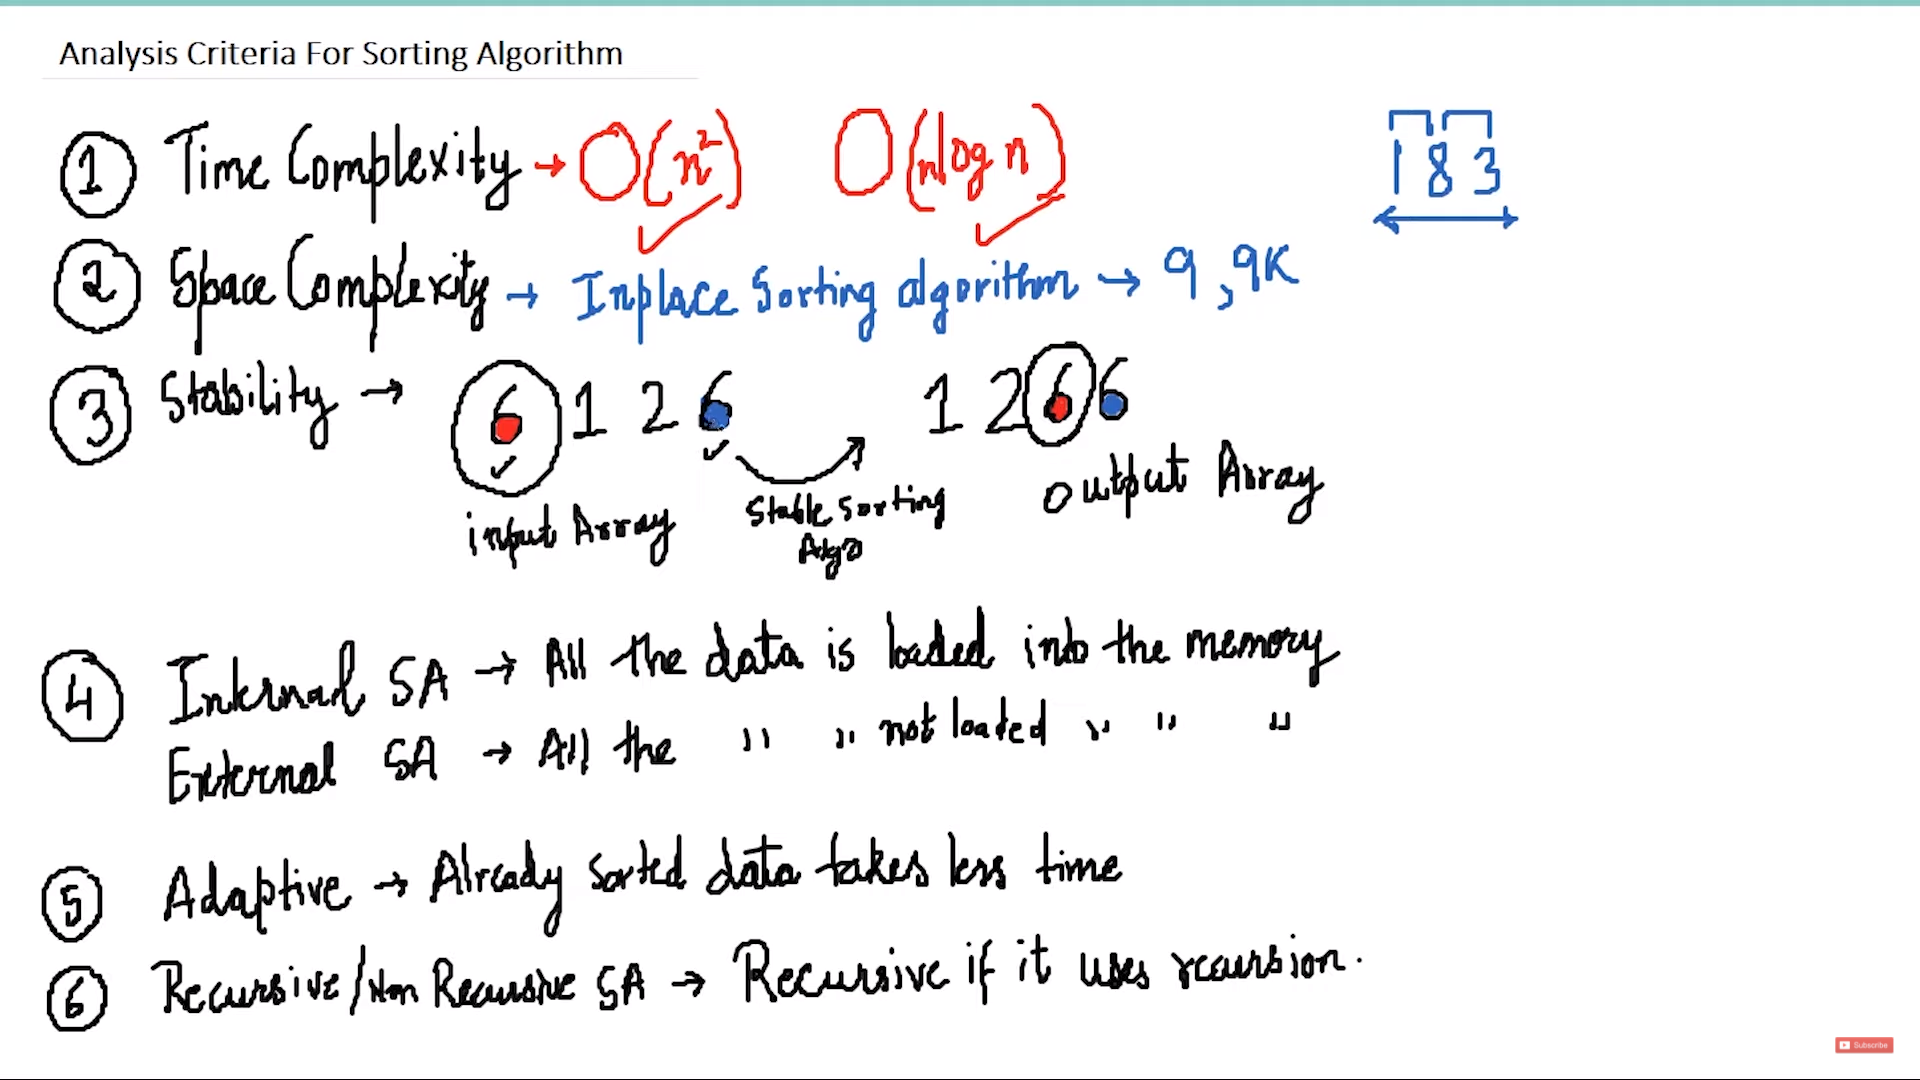 Analysis Criteria For Sorting Algorithm
① Time Complexity → O(n²) O(nlog n)
1 8 3
② Space Complexity → Inplace Sorting algorithm → 9, 9K
③ Stability → 6 1 2 6 1 2 6 6
input Array Stable Sorting Algo output Array
④ Internal SA → All the data is loaded into the memory
External SA → All the " " not loaded " " "
⑤ Adaptive → Already sorted data takes less time
⑥ Recursive/Non Recursive SA → Recursive if it uses recursion.
Subscribe